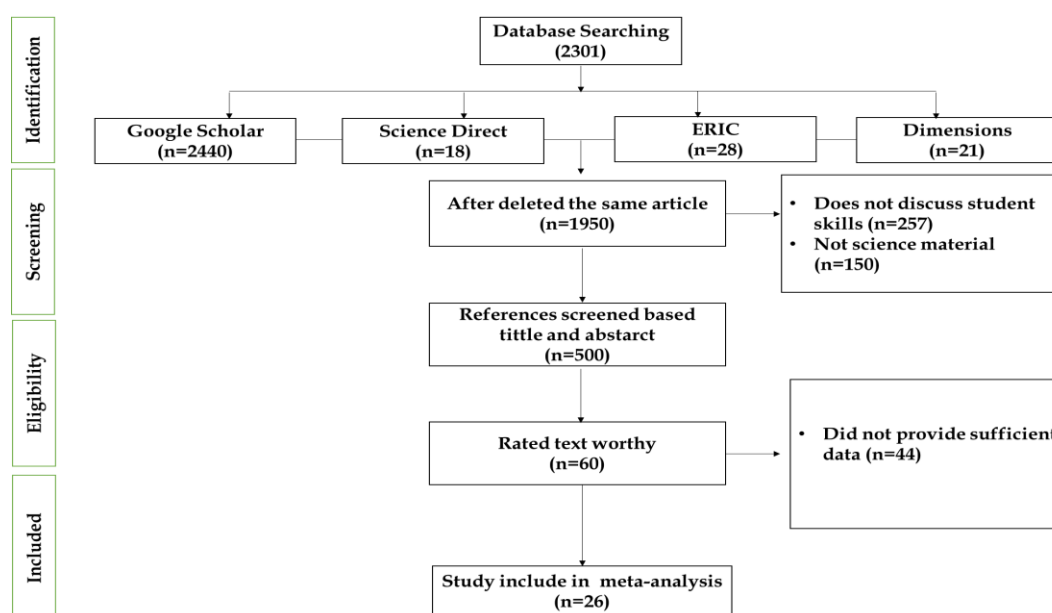 Identification
Database Searching
(2301)
Google Scholar
(n=2440)
Science Direct
(n=18)
ERIC
(n=28)
Dimensions
(n=21)
Screening
After deleted the same article
(n=1950)
• Does not discuss student
skills (n=257)
• Not science material
(n=150)
References screened based
tittle and abstarct
(n=500)
Eligibility
Rated text worthy
(n=60)
• Did not provide sufficient
data (n=44)
Included
Study include in meta-analysis
(n=26)